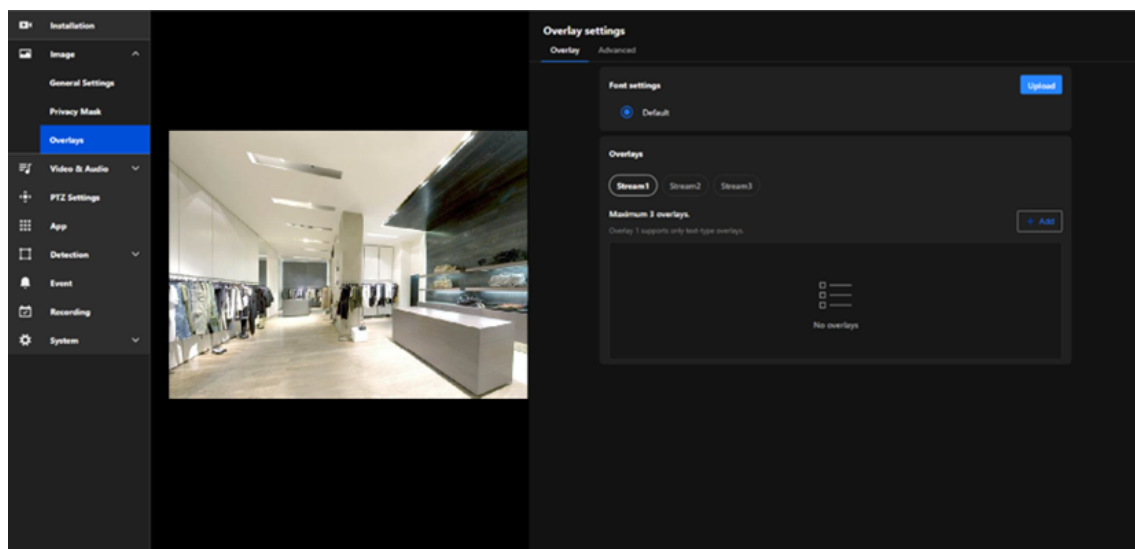 Installation
Image
General Settings
Privacy Mask
Overlays
Video & Audio
PTZ Settings
App
Detection
Event
Recording
System
Overlay settings
Overlay Advanced
Font settings Upload
Default
Overlays
Stream1 Stream2 Stream3
Maximum 3 overlays.
+ Add
Overlay 1 supports only text-type overlays.
No overlays